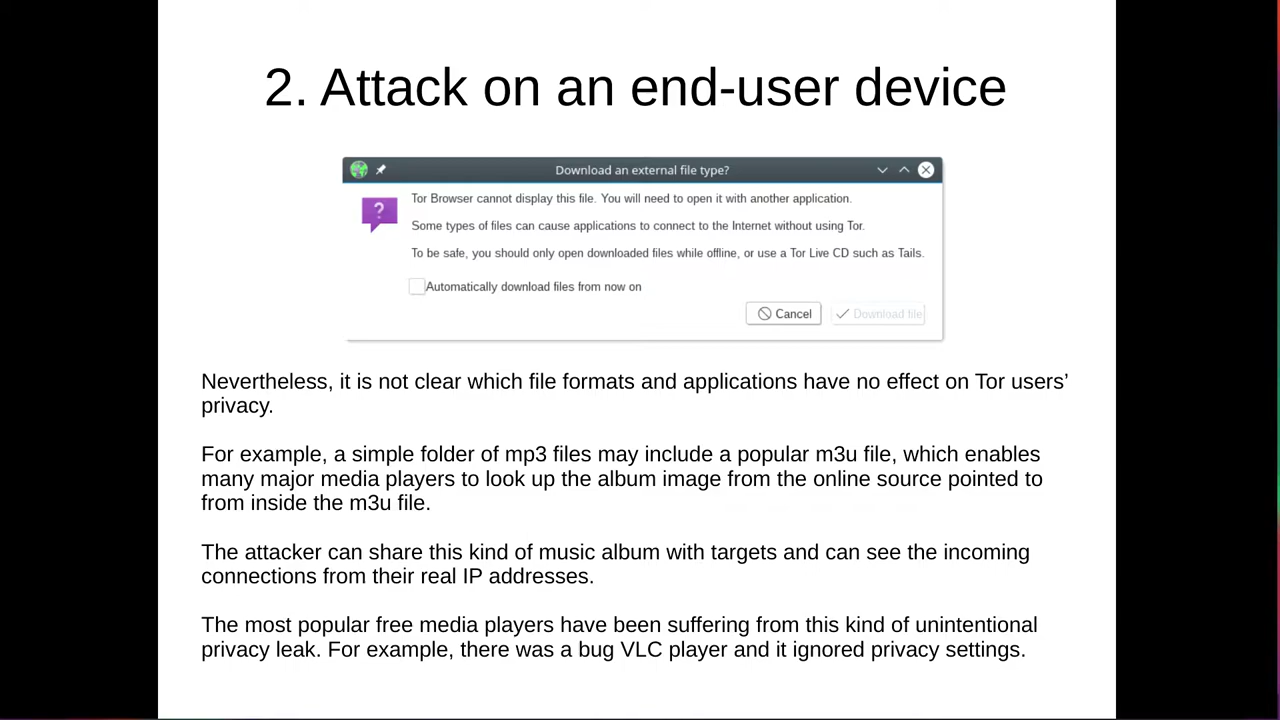 2. Attack on an end-user device
Download an external file type?
Tor Browser cannot display this file. You will need to open it with another application.
Some types of files can cause applications to connect to the Internet without using Tor.
To be safe, you should only open downloaded files while offline, or use a Tor Live CD such as Tails.
Automatically download files from now on
Cancel
Download file
Nevertheless, it is not clear which file formats and applications have no effect on Tor users’
privacy.
For example, a simple folder of mp3 files may include a popular m3u file, which enables
many major media players to look up the album image from the online source pointed to
from inside the m3u file.
The attacker can share this kind of music album with targets and can see the incoming
connections from their real IP addresses.
The most popular free media players have been suffering from this kind of unintentional
privacy leak. For example, there was a bug VLC player and it ignored privacy settings.